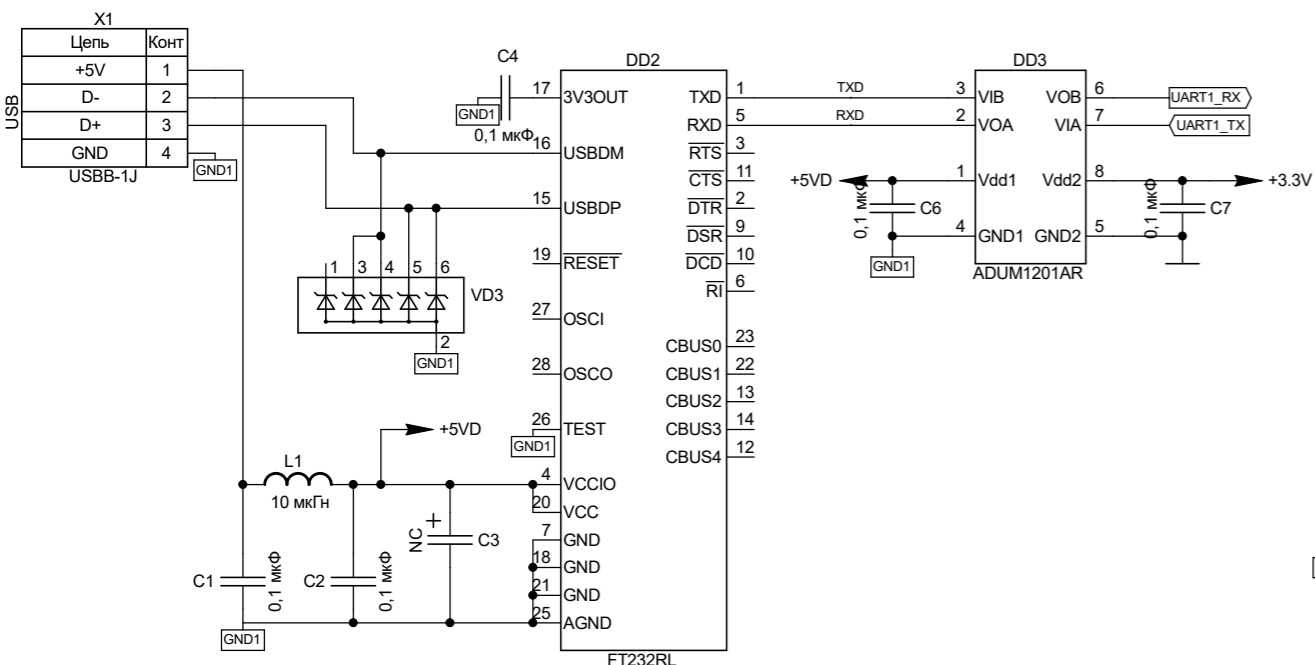 X1
Цепь Конт
+5V 1
D- 2
D+ 3
GND 4
USB
USBB-1J
GND1
C4
GND1
0,1 мкФ
DD2
17 3V3OUT
16 USBDM
15 USBDP
19 RESET
27 OSCI
28 OSCO
26 TEST
GND1
4 VCCIO
20 VCC
7 GND
18 GND
21 GND
25 AGND
TXD 1
RXD 5
RTS 3
CTS 11
DTR 2
DSR 9
DCD 10
RI 6
CBUS0 23
CBUS1 22
CBUS2 13
CBUS3 14
CBUS4 12
FT232RL
1 3 4 5 6
VD3
2
GND1
+5VD
L1
10 мкГн
C1
0,1 мкФ
C2
0,1 мкФ
NC
+
C3
GND1
TXD
RXD
DD3
3 VIB VOB 6
2 VOA VIA 7
1 Vdd1 Vdd2 8
4 GND1 GND2 5
ADUM1201AR
UART1_RX
UART1_TX
+5VD
0,1 мкФ
C6
GND1
+3.3V
0,1 мкФ
C7